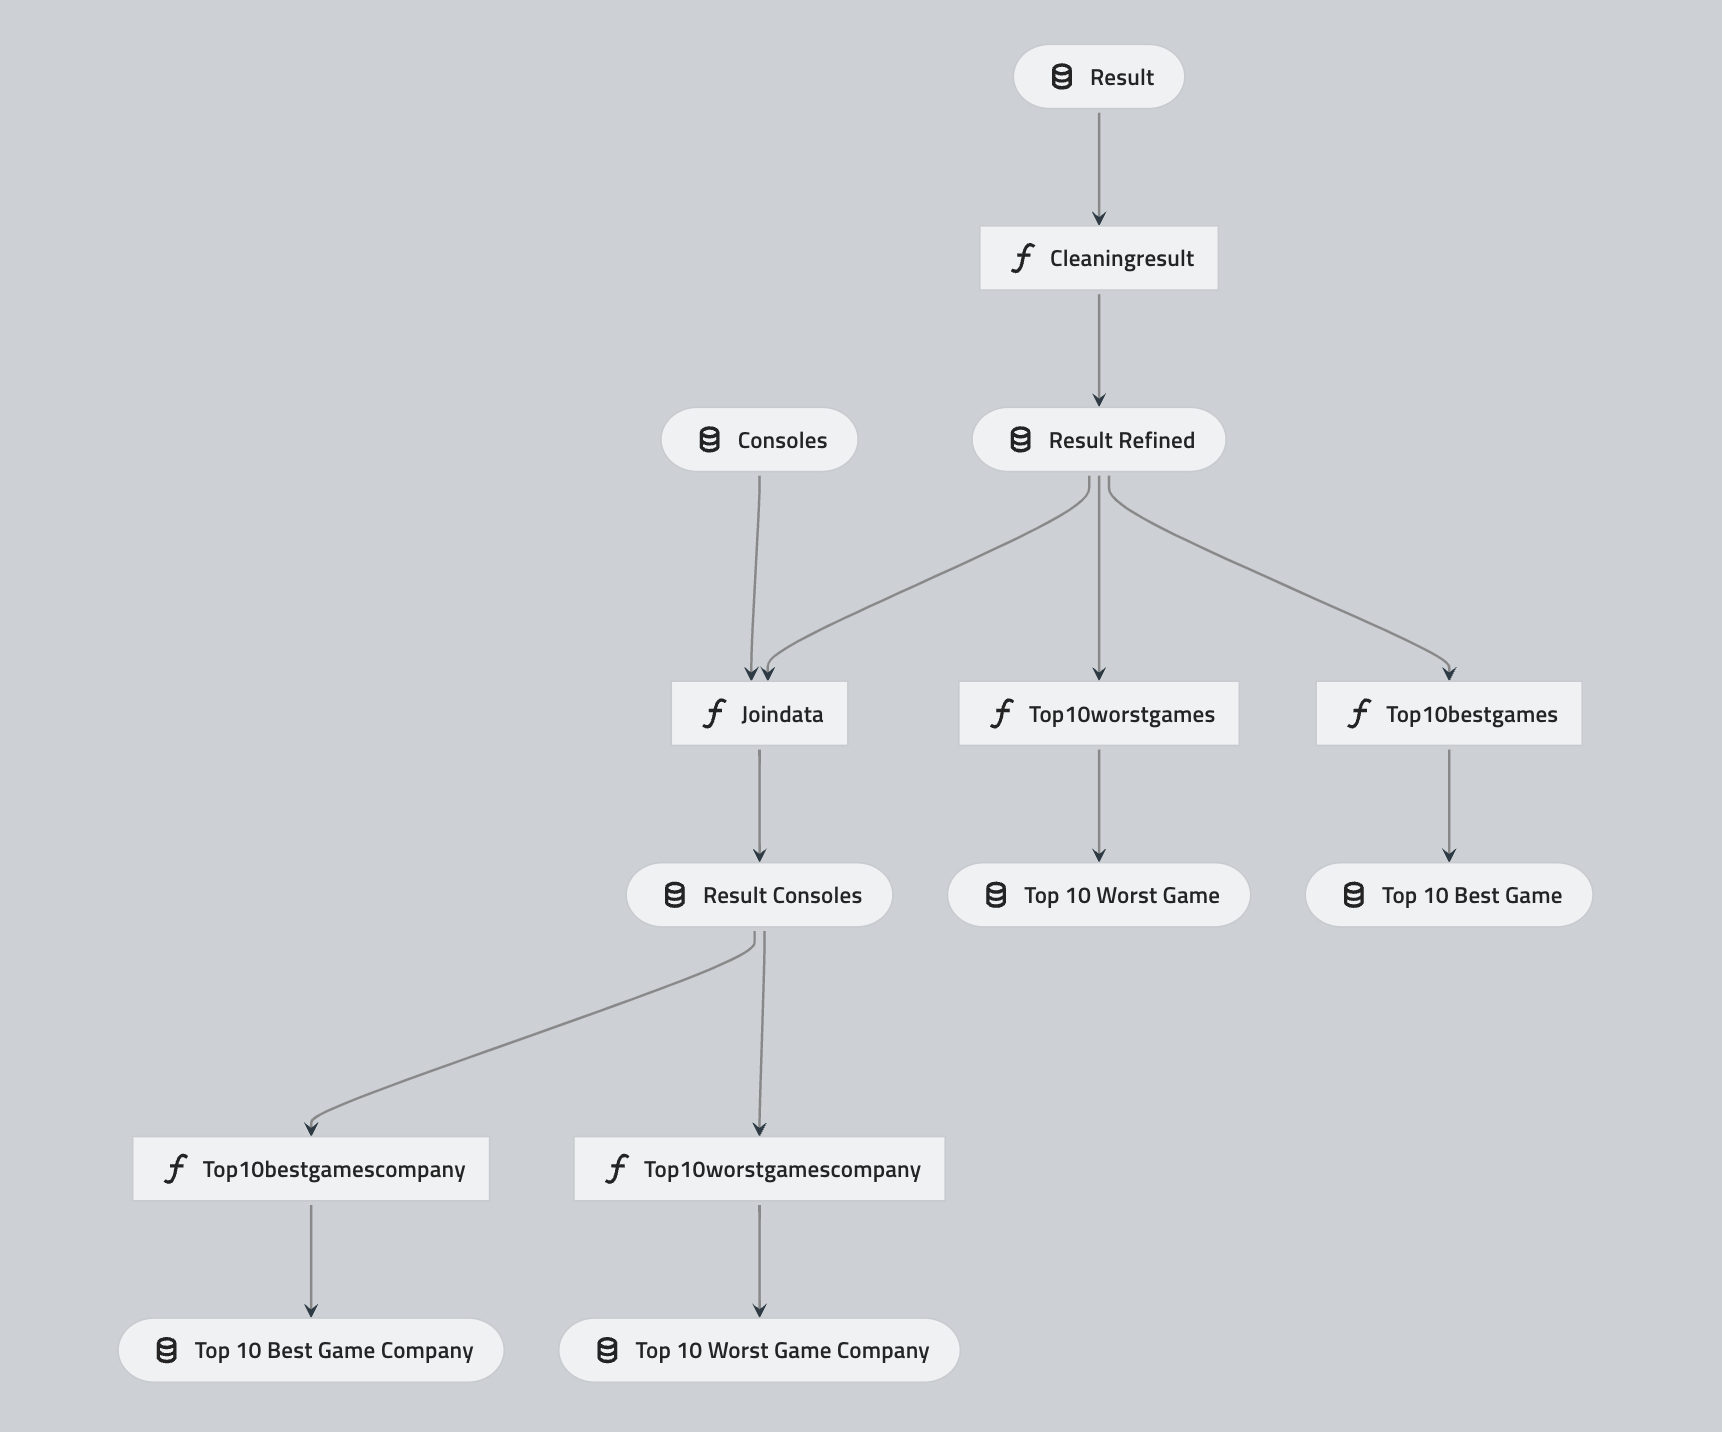 Result
Cleaningresult
Consoles
Result Refined
Joindata
Top10worstgames
Top10bestgames
Result Consoles
Top 10 Worst Game
Top 10 Best Game
Top10bestgamescompany
Top10worstgamescompany
Top 10 Best Game Company
Top 10 Worst Game Company